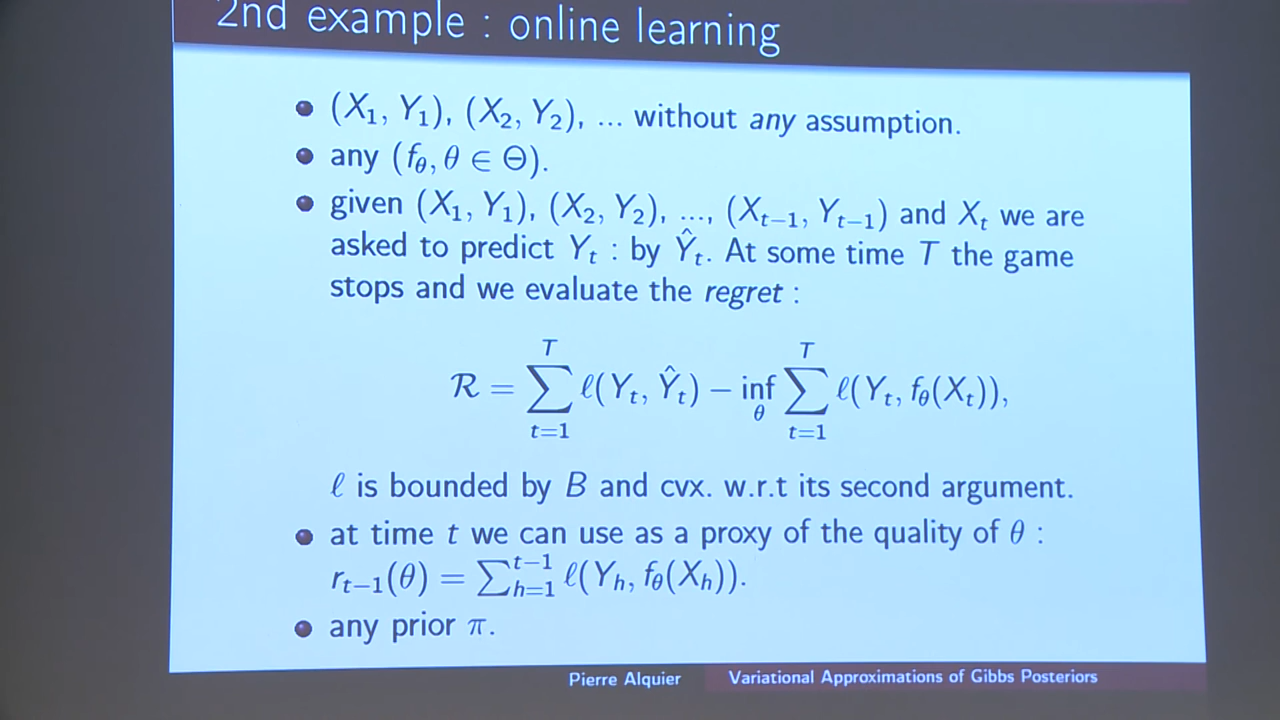 2nd example : online learning
(X₁, Y₁), (X₂, Y₂), ... without any assumption.
any (f_θ, θ ∈ Θ).
given (X₁, Y₁), (X₂, Y₂), ..., (X_{t−1}, Y_{t−1}) and X_t we are
asked to predict Y_t : by Ŷ_t. At some time T the game
stops and we evaluate the regret :
R = ∑_{t=1}^{T} ℓ(Y_t, Ŷ_t) − inf_θ ∑_{t=1}^{T} ℓ(Y_t, f_θ(X_t)),
ℓ is bounded by B and cvx. w.r.t its second argument.
at time t we can use as a proxy of the quality of θ :
r_{t−1}(θ) = ∑_{h=1}^{t−1} ℓ(Y_h, f_θ(X_h)).
any prior π.
Pierre Alquier Variational Approximations of Gibbs Posteriors